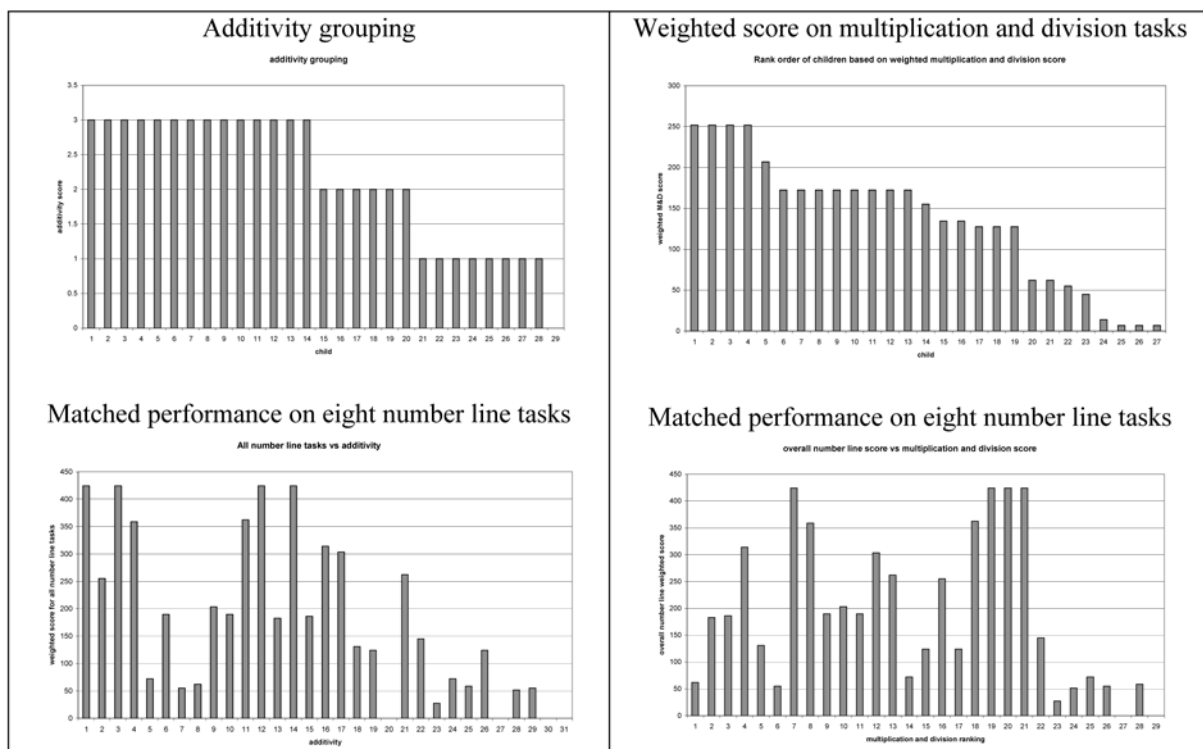 Additivity grouping
additivity grouping
3.5
3
2.5
2
1.5
1
0.5
0
additivity score
1 2 3 4 5 6 7 8 9 10 11 12 13 14 15 16 17 18 19 20 21 22 23 24 25 26 27 28 29
child
Weighted score on multiplication and division tasks
Rank order of children based on weighted multiplication and division score
300
250
200
150
100
50
0
weighted M&D score
1 2 3 4 5 6 7 8 9 10 11 12 13 14 15 16 17 18 19 20 21 22 23 24 25 26 27
child
Matched performance on eight number line tasks
All number line tasks vs additivity
450
400
350
300
250
200
150
100
50
0
weighted score for all number line tasks
1 2 3 4 5 6 7 8 9 10 11 12 13 14 15 16 17 18 19 20 21 22 23 24 25 26 27 28 29 30 31
additivity
Matched performance on eight number line tasks
overall number line score vs multiplication and division score
450
400
350
300
250
200
150
100
50
0
overall number line weighted score
1 2 3 4 5 6 7 8 9 10 11 12 13 14 15 16 17 18 19 20 21 22 23 24 25 26 27 28 29
multiplication and division ranking